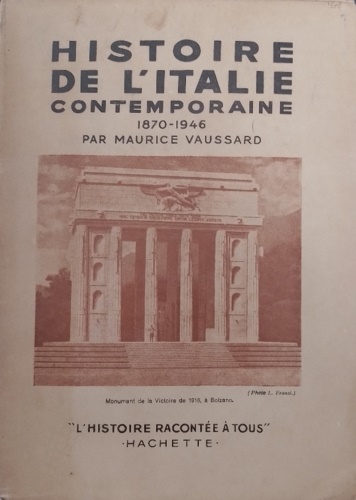 HISTOIRE
DE L'ITALIE
CONTEMPORAINE
1870-1946
PAR MAURICE VAUSSARD
(Photo L.
Monument de la Victoire de 1918, à Bolzano.
"L'HISTOIRE RACONTÉE À TOUS"
·HACHETTE·